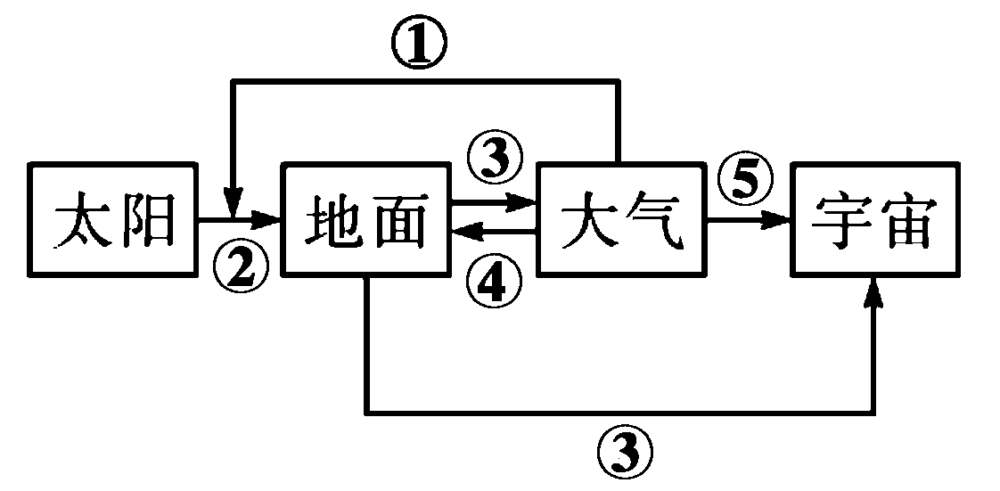 ①
③ ⑤
太阳 地面 大气 宇宙
② ④
③